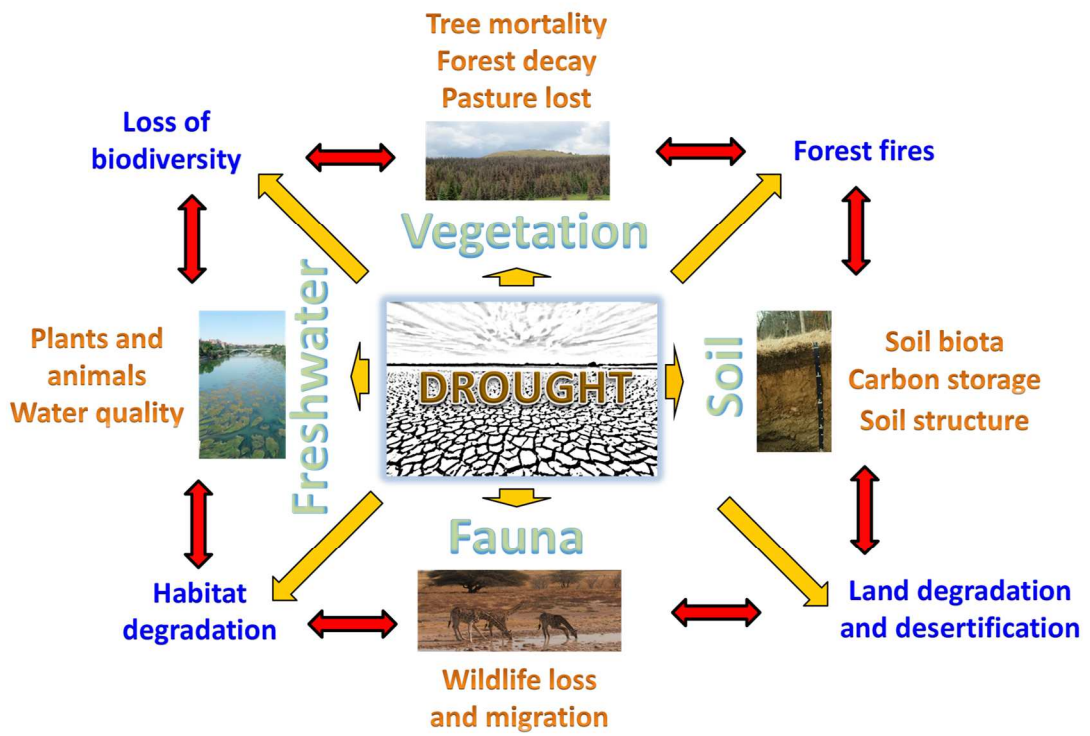 Tree mortality
Forest decay
Pasture lost
Loss of
biodiversity
Forest fires
Vegetation
Freshwater
Plants and
animals
Water quality
DROUGHT
Soil
Soil biota
Carbon storage
Soil structure
Fauna
Habitat
degradation
Land degradation
and desertification
Wildlife loss
and migration